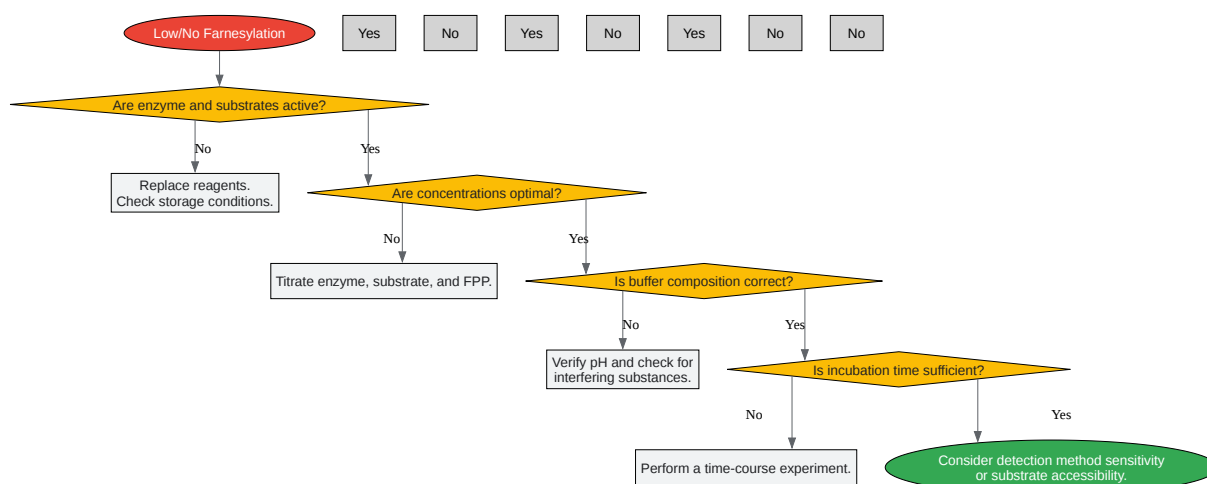 Low/No Farnesylation
Yes
No
Yes
No
Yes
No
No
Are enzyme and substrates active?
No
Yes
Replace reagents.
Check storage conditions.
Are concentrations optimal?
No
Yes
Titrate enzyme, substrate, and FPP.
Is buffer composition correct?
No
Yes
Verify pH and check for
interfering substances.
Is incubation time sufficient?
No
Yes
Perform a time-course experiment.
Consider detection method sensitivity
or substrate accessibility.